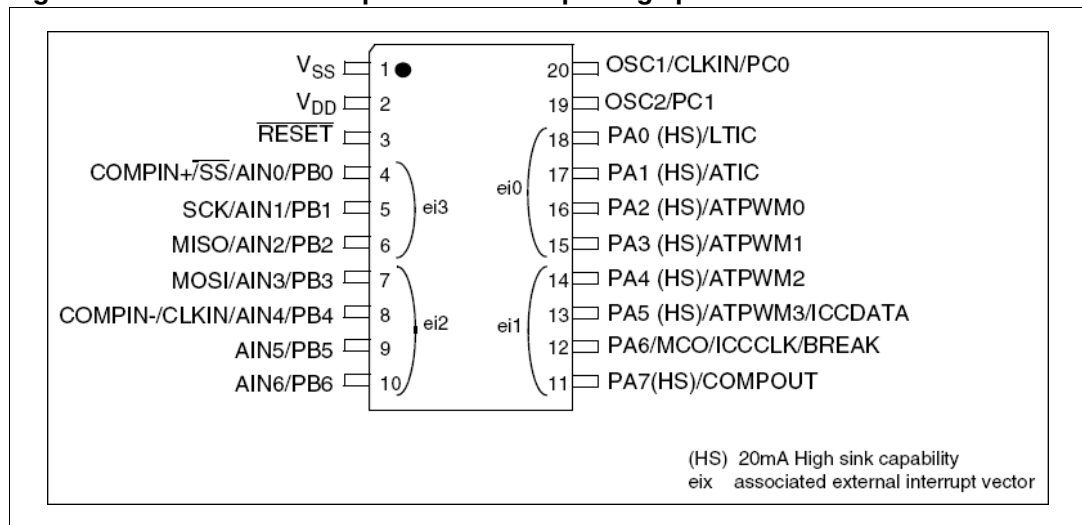 VSS 1 20 OSC1/CLKIN/PC0
VDD 2 19 OSC2/PC1
RESET 3 18 PA0 (HS)/LTIC
COMPIN+/SS/AIN0/PB0 4 17 PA1 (HS)/ATIC
ei3 ei0
SCK/AIN1/PB1 5 16 PA2 (HS)/ATPWM0
MISO/AIN2/PB2 6 15 PA3 (HS)/ATPWM1
MOSI/AIN3/PB3 7 14 PA4 (HS)/ATPWM2
COMPIN-/CLKIN/AIN4/PB4 8 13 PA5 (HS)/ATPWM3/ICCDATA
ei2 ei1
AIN5/PB5 9 12 PA6/MCO/ICCCLK/BREAK
AIN6/PB6 10 11 PA7(HS)/COMPOUT
(HS) 20mA High sink capability
eix associated external interrupt vector